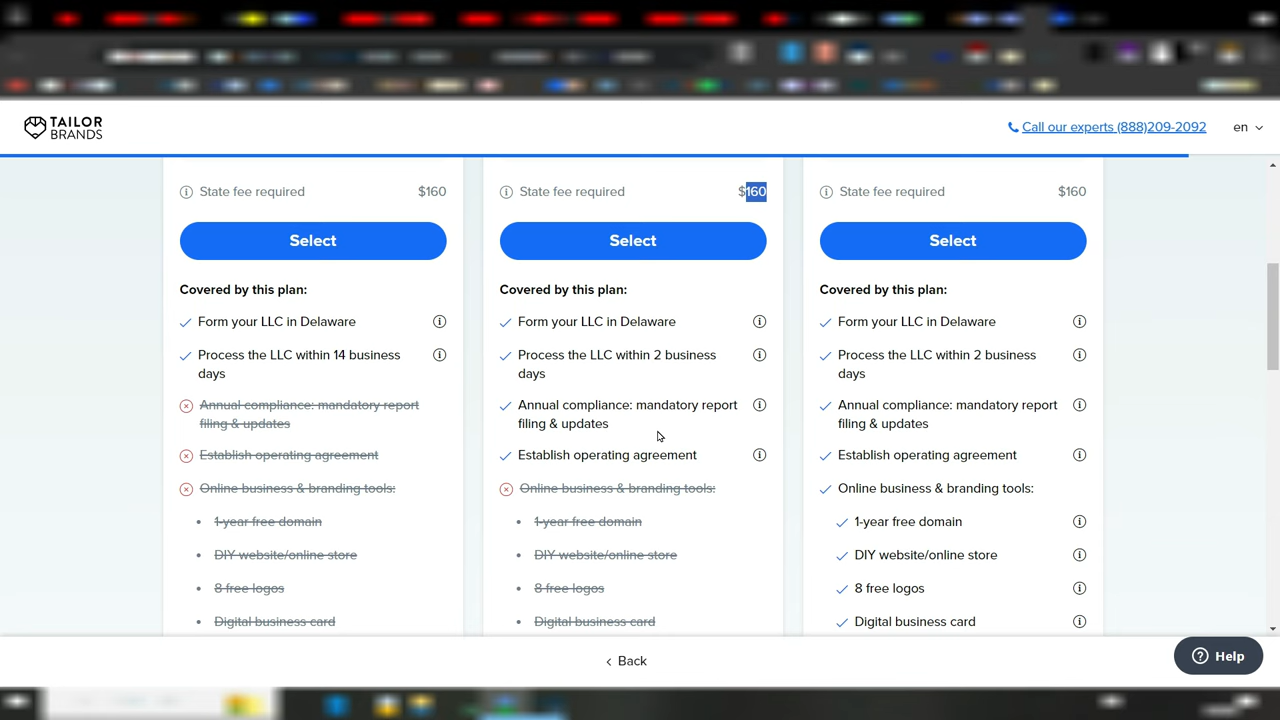 TAILOR
BRANDS
Call our experts (888)209-2092
en
State fee required $160
Select
Covered by this plan:
Form your LLC in Delaware
Process the LLC within 14 business
days
Annual compliance: mandatory report
filing & updates
Establish operating agreement
Online business & branding tools:
1-year free domain
DIY website/online store
8 free logos
Digital business card
State fee required $160
Select
Covered by this plan:
Form your LLC in Delaware
Process the LLC within 2 business
days
Annual compliance: mandatory report
filing & updates
Establish operating agreement
Online business & branding tools:
1-year free domain
DIY website/online store
8 free logos
Digital business card
State fee required $160
Select
Covered by this plan:
Form your LLC in Delaware
Process the LLC within 2 business
days
Annual compliance: mandatory report
filing & updates
Establish operating agreement
Online business & branding tools:
1-year free domain
DIY website/online store
8 free logos
Digital business card
Back
Help